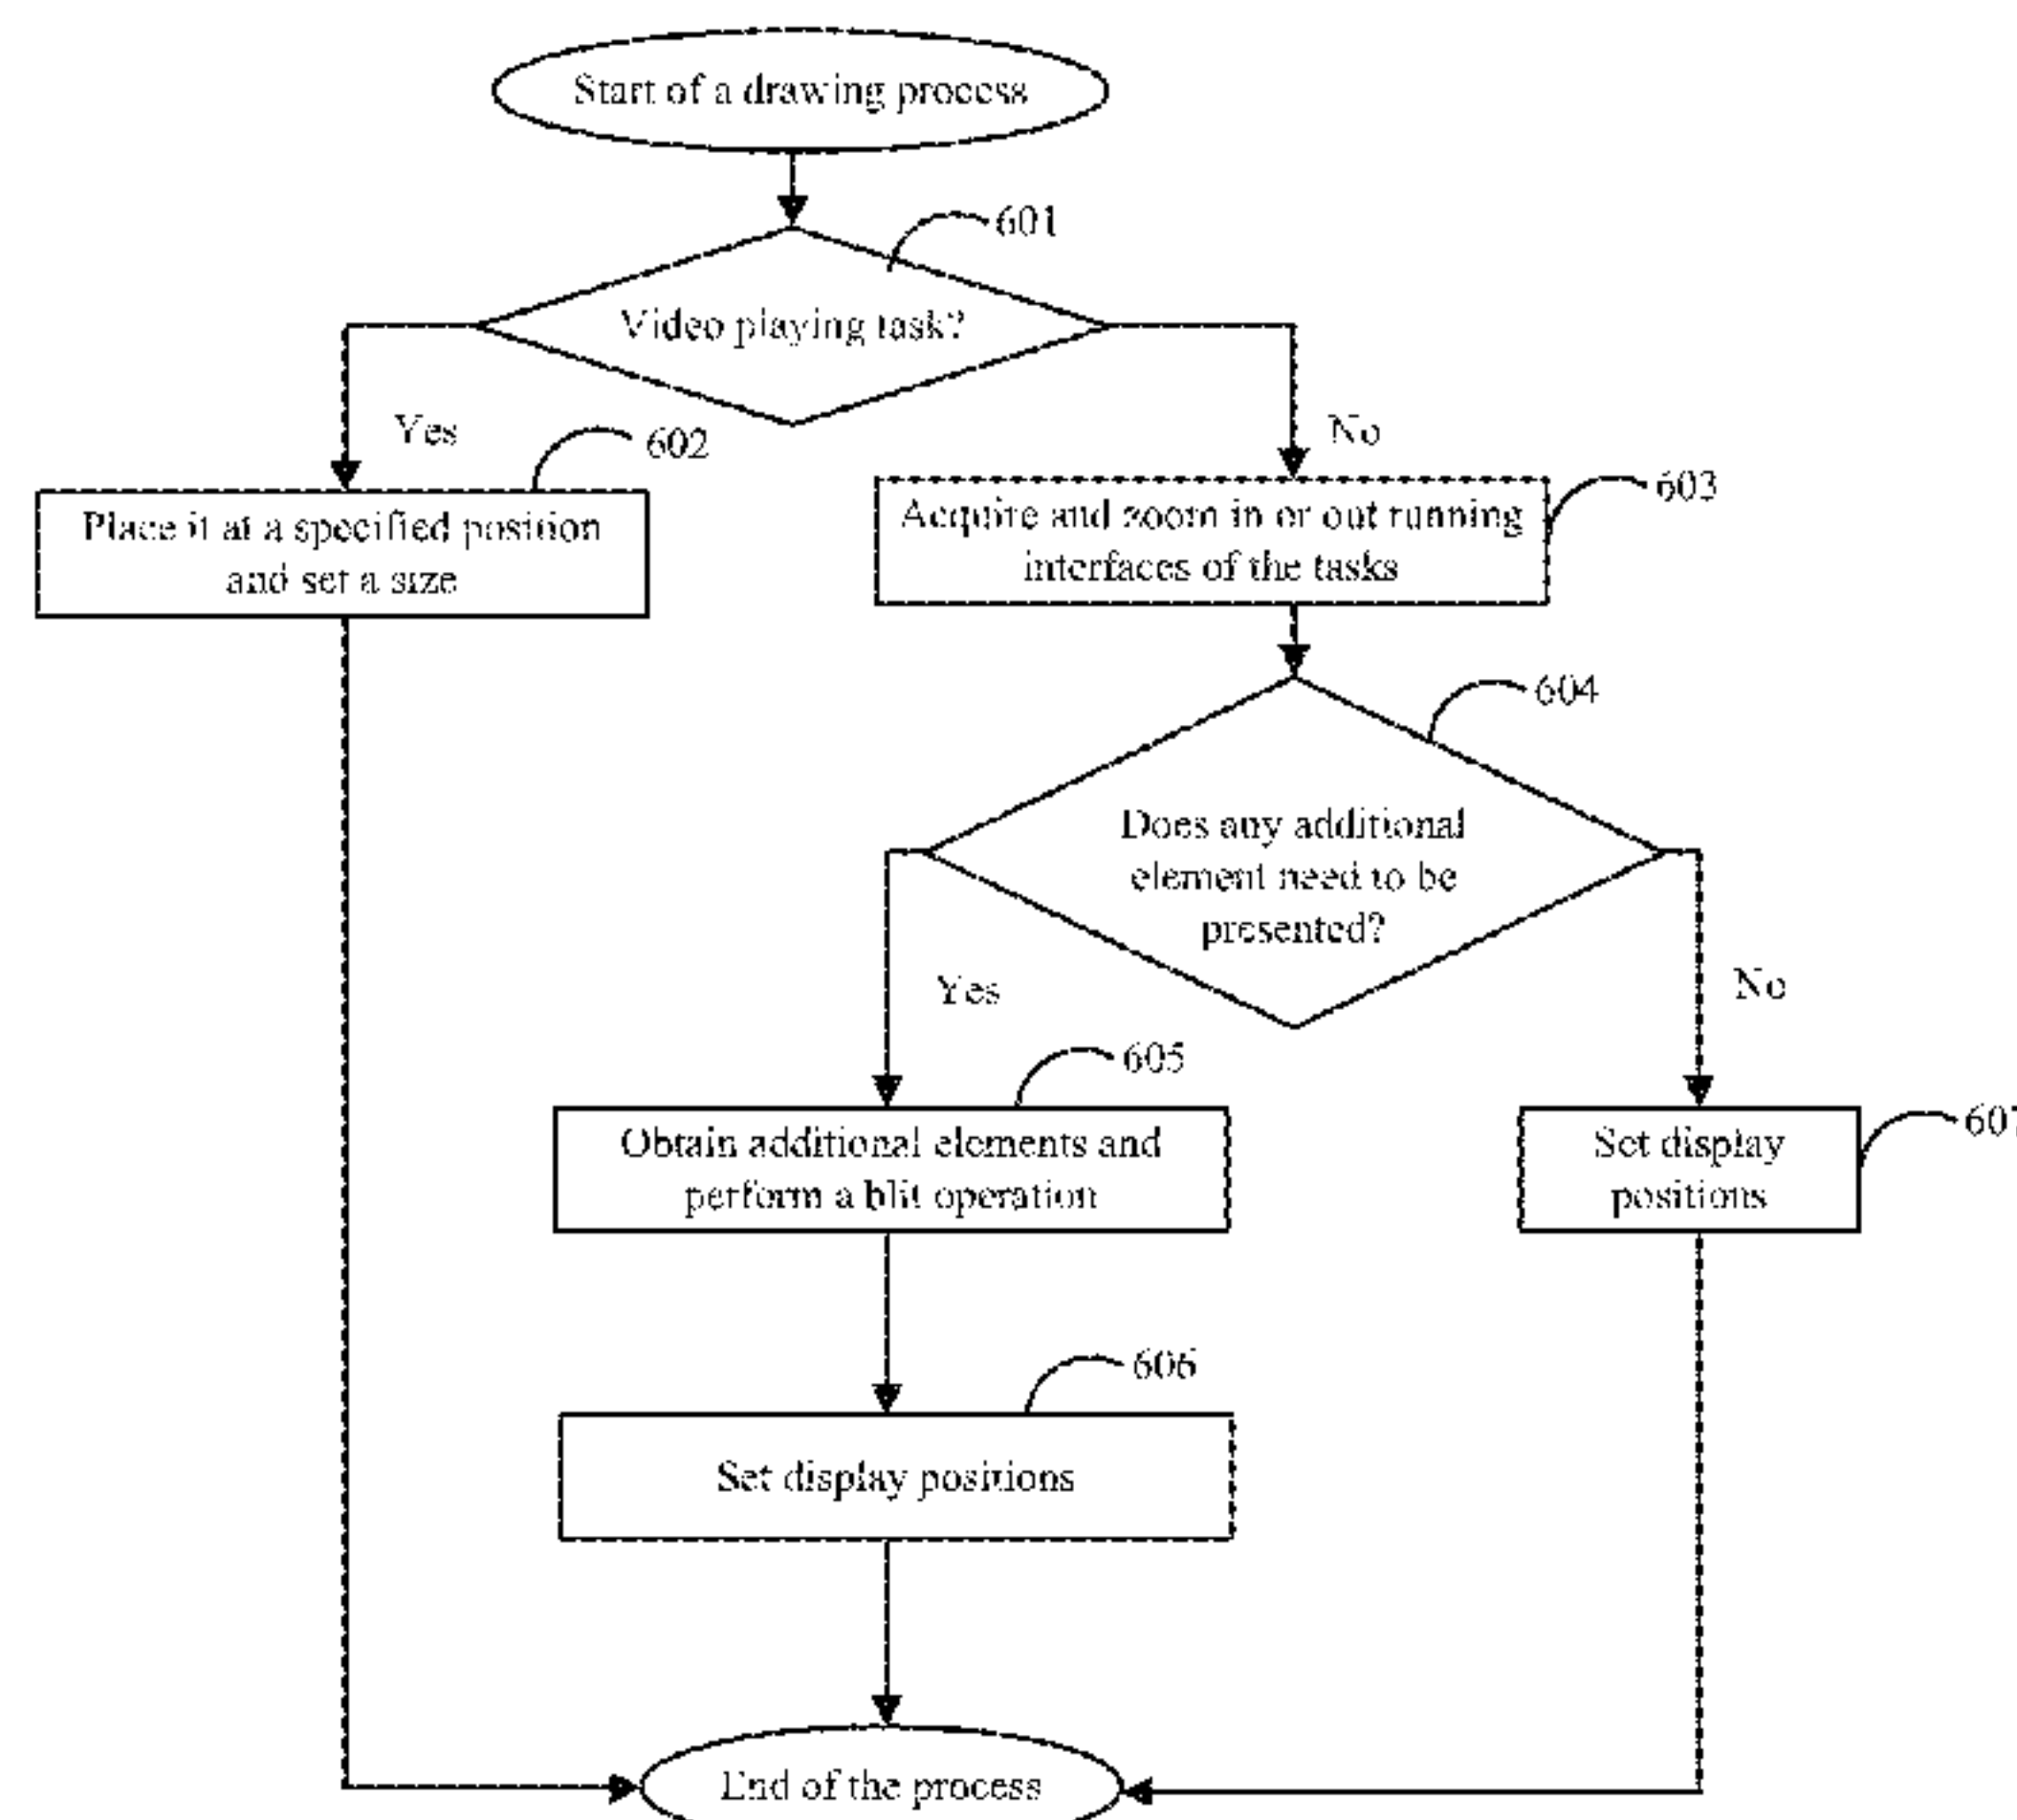 Start of a drawing process
601
Video playing task?
Yes
No
602
603
Place it at a specified position
and set a size
Acquire and zoom in or out running
interfaces of the tasks
604
Does any additional
element need to be
presented?
Yes
No
605
607
Obtain additional elements and
perform a blit operation
Set display
positions
606
Set display positions
End of the process